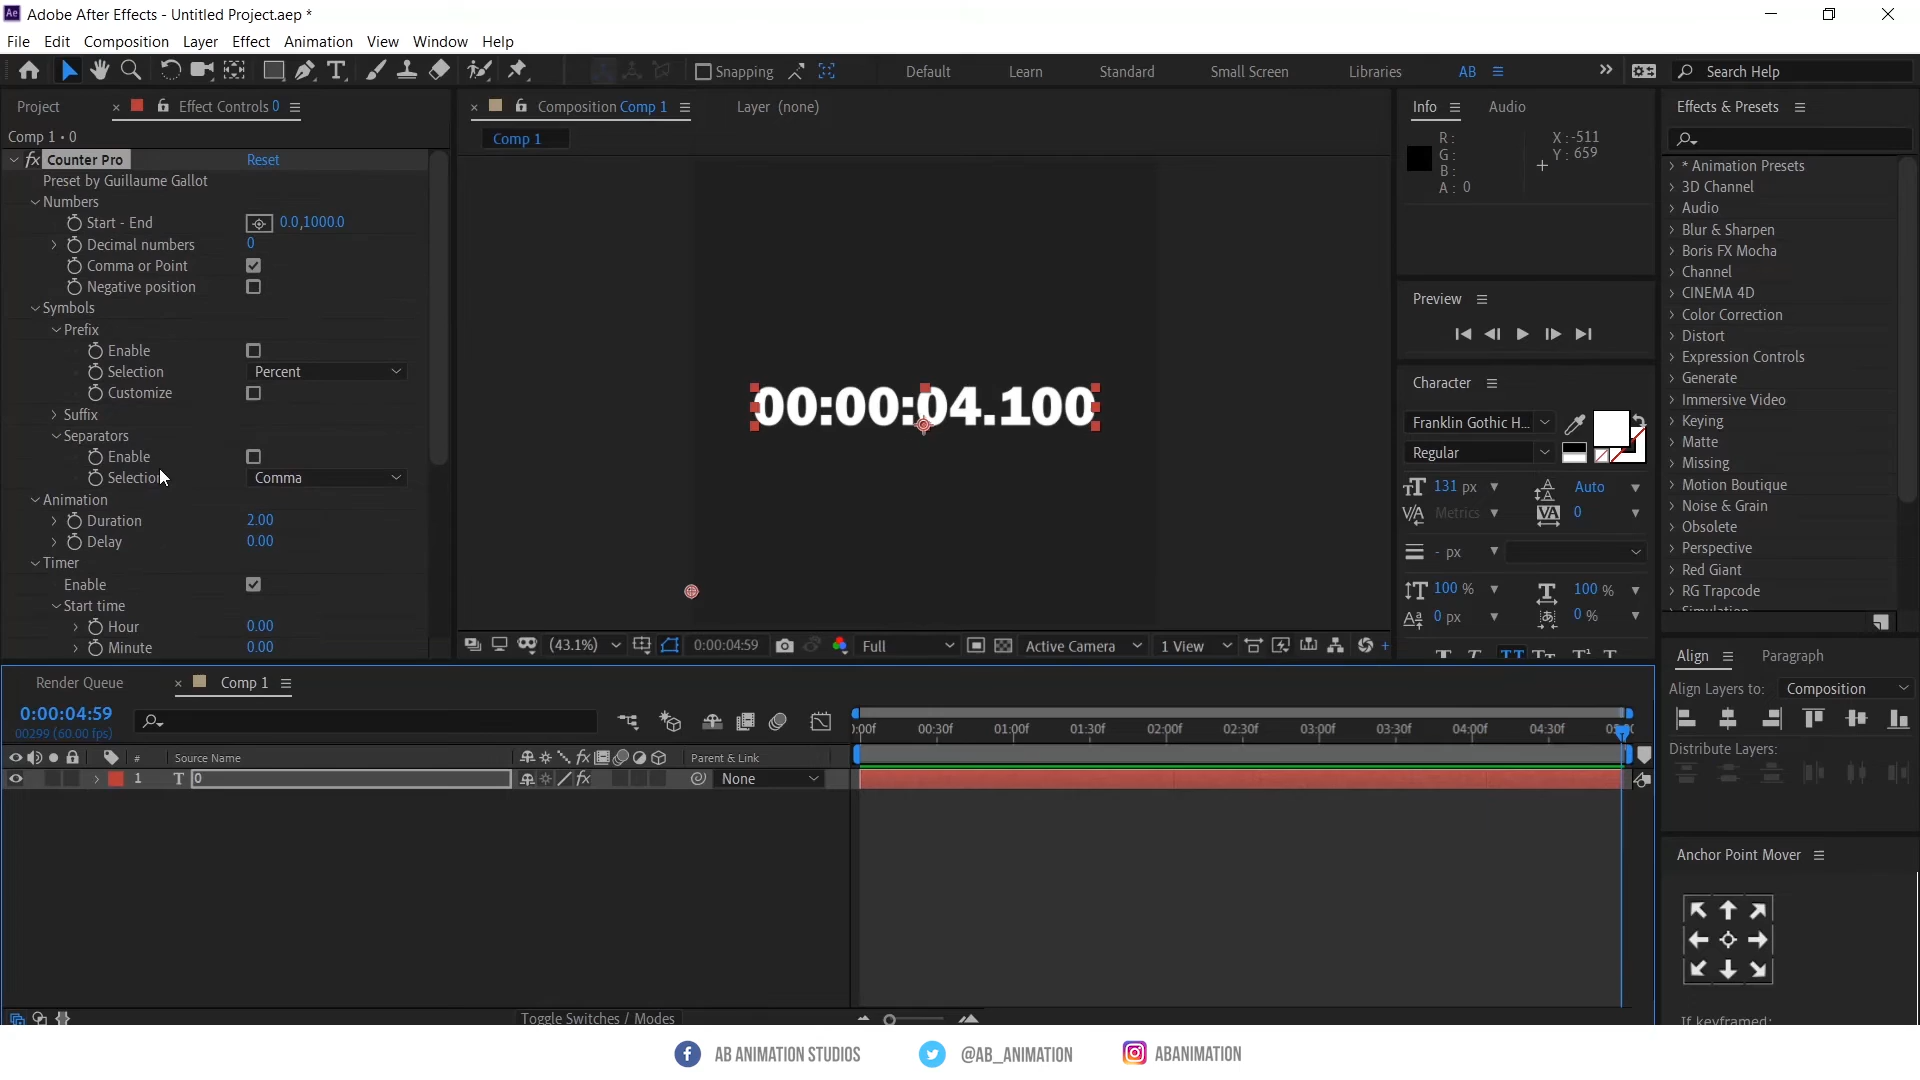 Adobe After Effects - Untitled Project.aep *
File Edit Composition Layer Effect Animation View Window Help
Snapping Default Learn Standard Small Screen Libraries AB Search Help
Project Effect Controls 0
Comp 1 • 0
fx Counter Pro Reset
Preset by Guillaume Gallot
Numbers
Start - End 0.0,1000.0
Decimal numbers 0
Comma or Point
Negative position
Symbols
Prefix
Enable
Selection Percent
Customize
Suffix
Separators
Enable
Selection Comma
Animation
Duration 2.00
Delay 0.00
Timer
Enable
Start time
Hour 0.00
Minute 0.00
Composition Comp 1 Layer (none)
Comp 1
00:00:04.100
(43.1%) 0:00:04:59 Full Active Camera 1 View
Info Audio
R: X: -511
G: Y: 659
B:
A: 0
Preview
Character
Franklin Gothic H...
Regular
131 px Auto
Metrics 0
- px
100 % 100 %
0 px 0 %
Effects & Presets
* Animation Presets
3D Channel
Audio
Blur & Sharpen
Boris FX Mocha
Channel
CINEMA 4D
Color Correction
Distort
Expression Controls
Generate
Immersive Video
Keying
Matte
Missing
Motion Boutique
Noise & Grain
Obsolete
Perspective
Red Giant
RG Trapcode
Simulation
Align Paragraph
Align Layers to: Composition
Distribute Layers:
Anchor Point Mover
If keyframed:
Render Queue Comp 1
0:00:04:59
00299 (60.00 fps)
# Source Name Parent & Link
1 T 0 None
):00f 00:30f 01:00f 01:30f 02:00f 02:30f 03:00f 03:30f 04:00f 04:30f
Toggle Switches / Modes
AB ANIMATION STUDIOS @AB_ANIMATION ABANIMATION